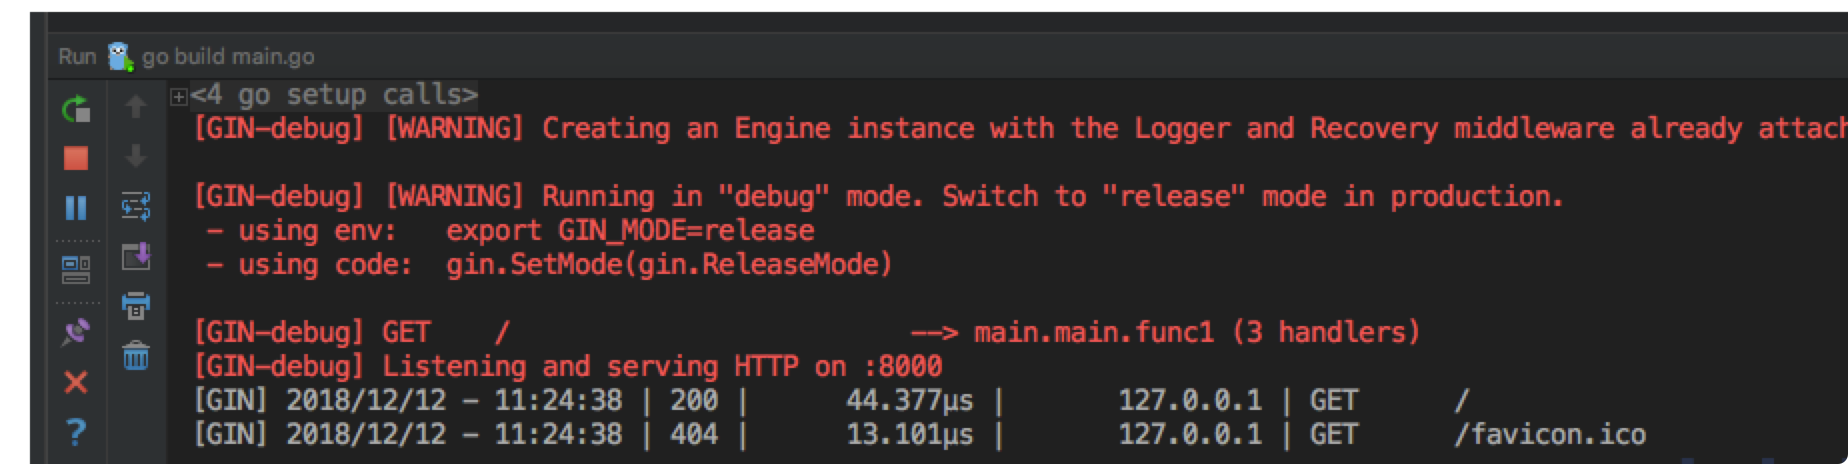 Run go build main.go
<4 go setup calls>
[GIN-debug] [WARNING] Creating an Engine instance with the Logger and Recovery middleware already attach
[GIN-debug] [WARNING] Running in "debug" mode. Switch to "release" mode in production.
- using env: export GIN_MODE=release
- using code: gin.SetMode(gin.ReleaseMode)
[GIN-debug] GET / --> main.main.func1 (3 handlers)
[GIN-debug] Listening and serving HTTP on :8000
[GIN] 2018/12/12 - 11:24:38 | 200 | 44.377µs | 127.0.0.1 | GET /
[GIN] 2018/12/12 - 11:24:38 | 404 | 13.101µs | 127.0.0.1 | GET /favicon.ico